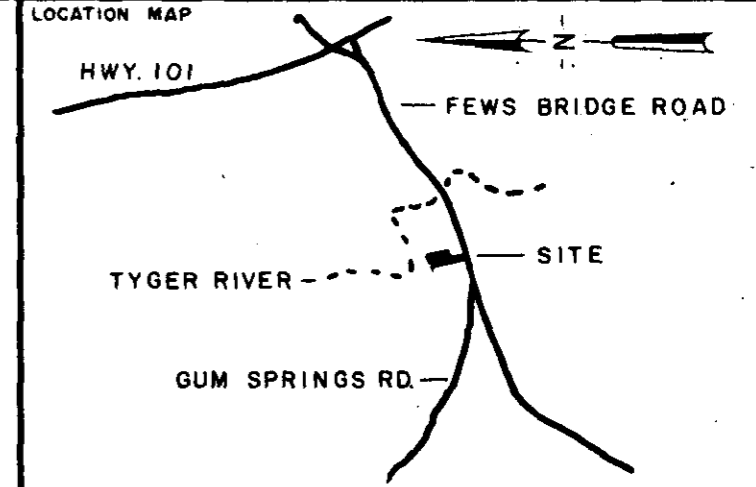 LOCATION MAP
HWY. 101
N
FEWS BRIDGE ROAD
SITE
TYGER RIVER
GUM SPRINGS RD.